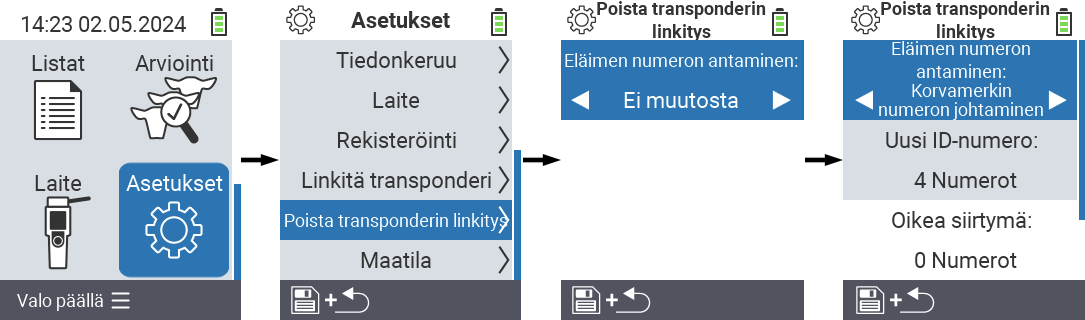 14:23 02.05.2024
Listat
Arviointi
Laite
Asetukset
Valo päällä
Asetukset
Tiedonkeruu
Laite
Rekisteröinti
Linkitä transponderi
Poista transponderin linkitys
Maatila
+
Poista transponderin
linkitys
Eläimen numeron antaminen:
Ei muutosta
+
Poista transponderin
linkitys
Eläimen numeron
antaminen:
Korvamerkin
numeron johtaminen
Uusi ID-numero:
4 Numerot
Oikea siirtymä:
0 Numerot
+